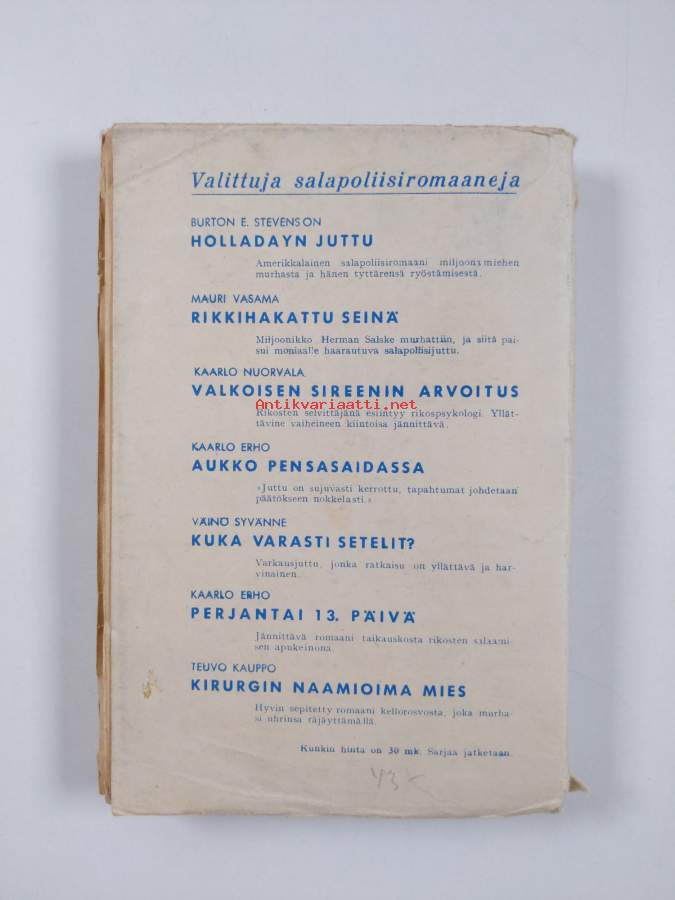 Valittuja salapoliisiromaaneja
BURTON E. STEVENSON
HOLLADAYN JUTTU
Amerikkalainen salapoliisiromaani miljoonamiehen
murhasta ja hänen tyttärensä ryöstämisestä.
MAURI VASAMA
RIKKIHAKATTU SEINÄ
Miljoonikko Herman Salske murhattiin, ja siitä pai-
sui moniaalle haarautuva salapoliisijuttu.
KAARLO NUORVALA
VALKOISEN SIREENIN ARVOITUS
Antikvariaatti.net
Rikosten selvittäjänä esiintyy rikospsykologi. Yllät-
tävine vaiheineen kiintoisa jännittävä.
KAARLO ERHO
AUKKO PENSASAIDASSA
»Juttu on sujuvasti kerrottu, tapahtumat johdetaan
päätökseen nokkelasti.»
VÄINÖ SYVÄNNE
KUKA VARASTI SETELIT?
Varkausjuttu, jonka ratkaisu on yllättävä ja har-
vinainen.
KAARLO ERHO
PERJANTAI 13. PÄIVÄ
Jännittävä romaani taikauskosta rikosten salaami-
sen apukeinona.
TEUVO KAUPPO
KIRURGIN NAAMIOIMA MIES
Hyvin sepitetty romaani kellorosvosta, joka murha-
si uhrinsa räjäyttämällä.
Kunkin hinta on 30 mk. Sarjaa jatketaan.